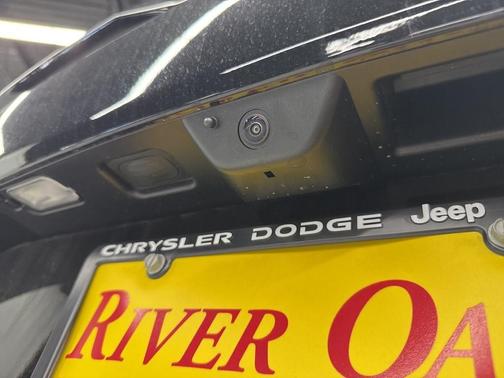 CHRYSLER DODGE Jeep
RIVER OA